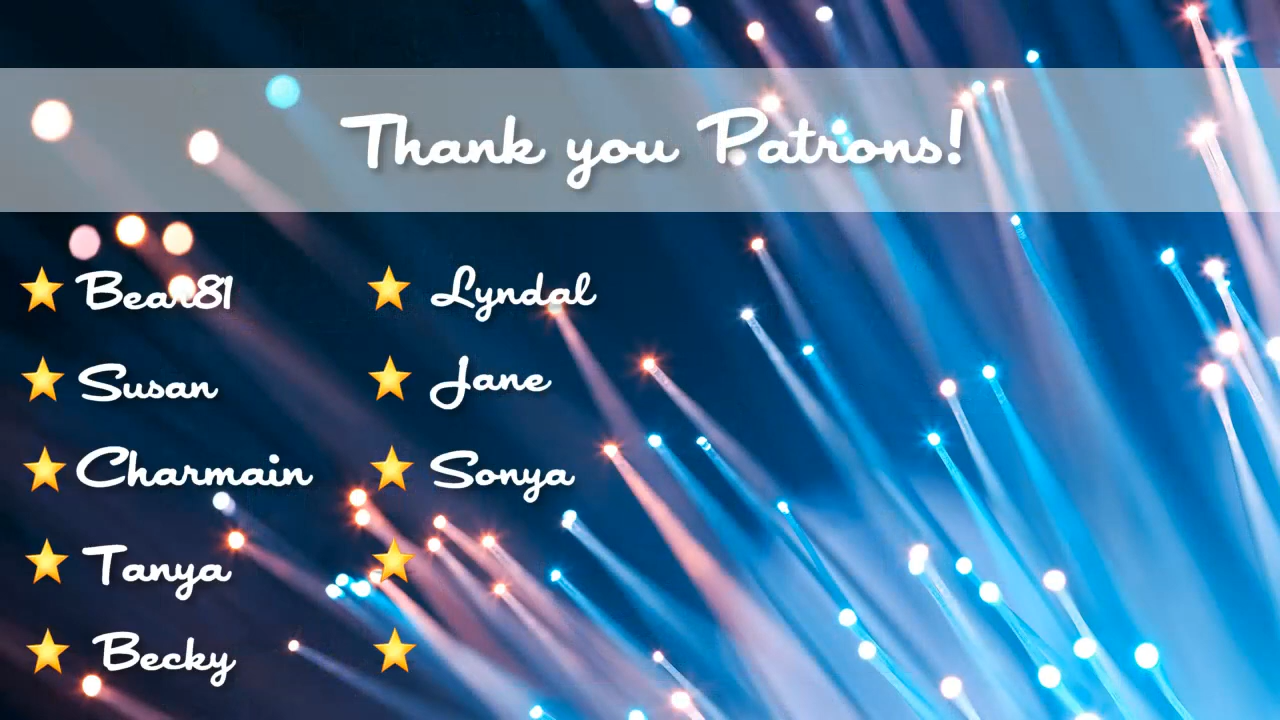 Thank you Patrons!
Bear81
Susan
Charmain
Tanya
Becky
Lyndal
Jane
Sonya